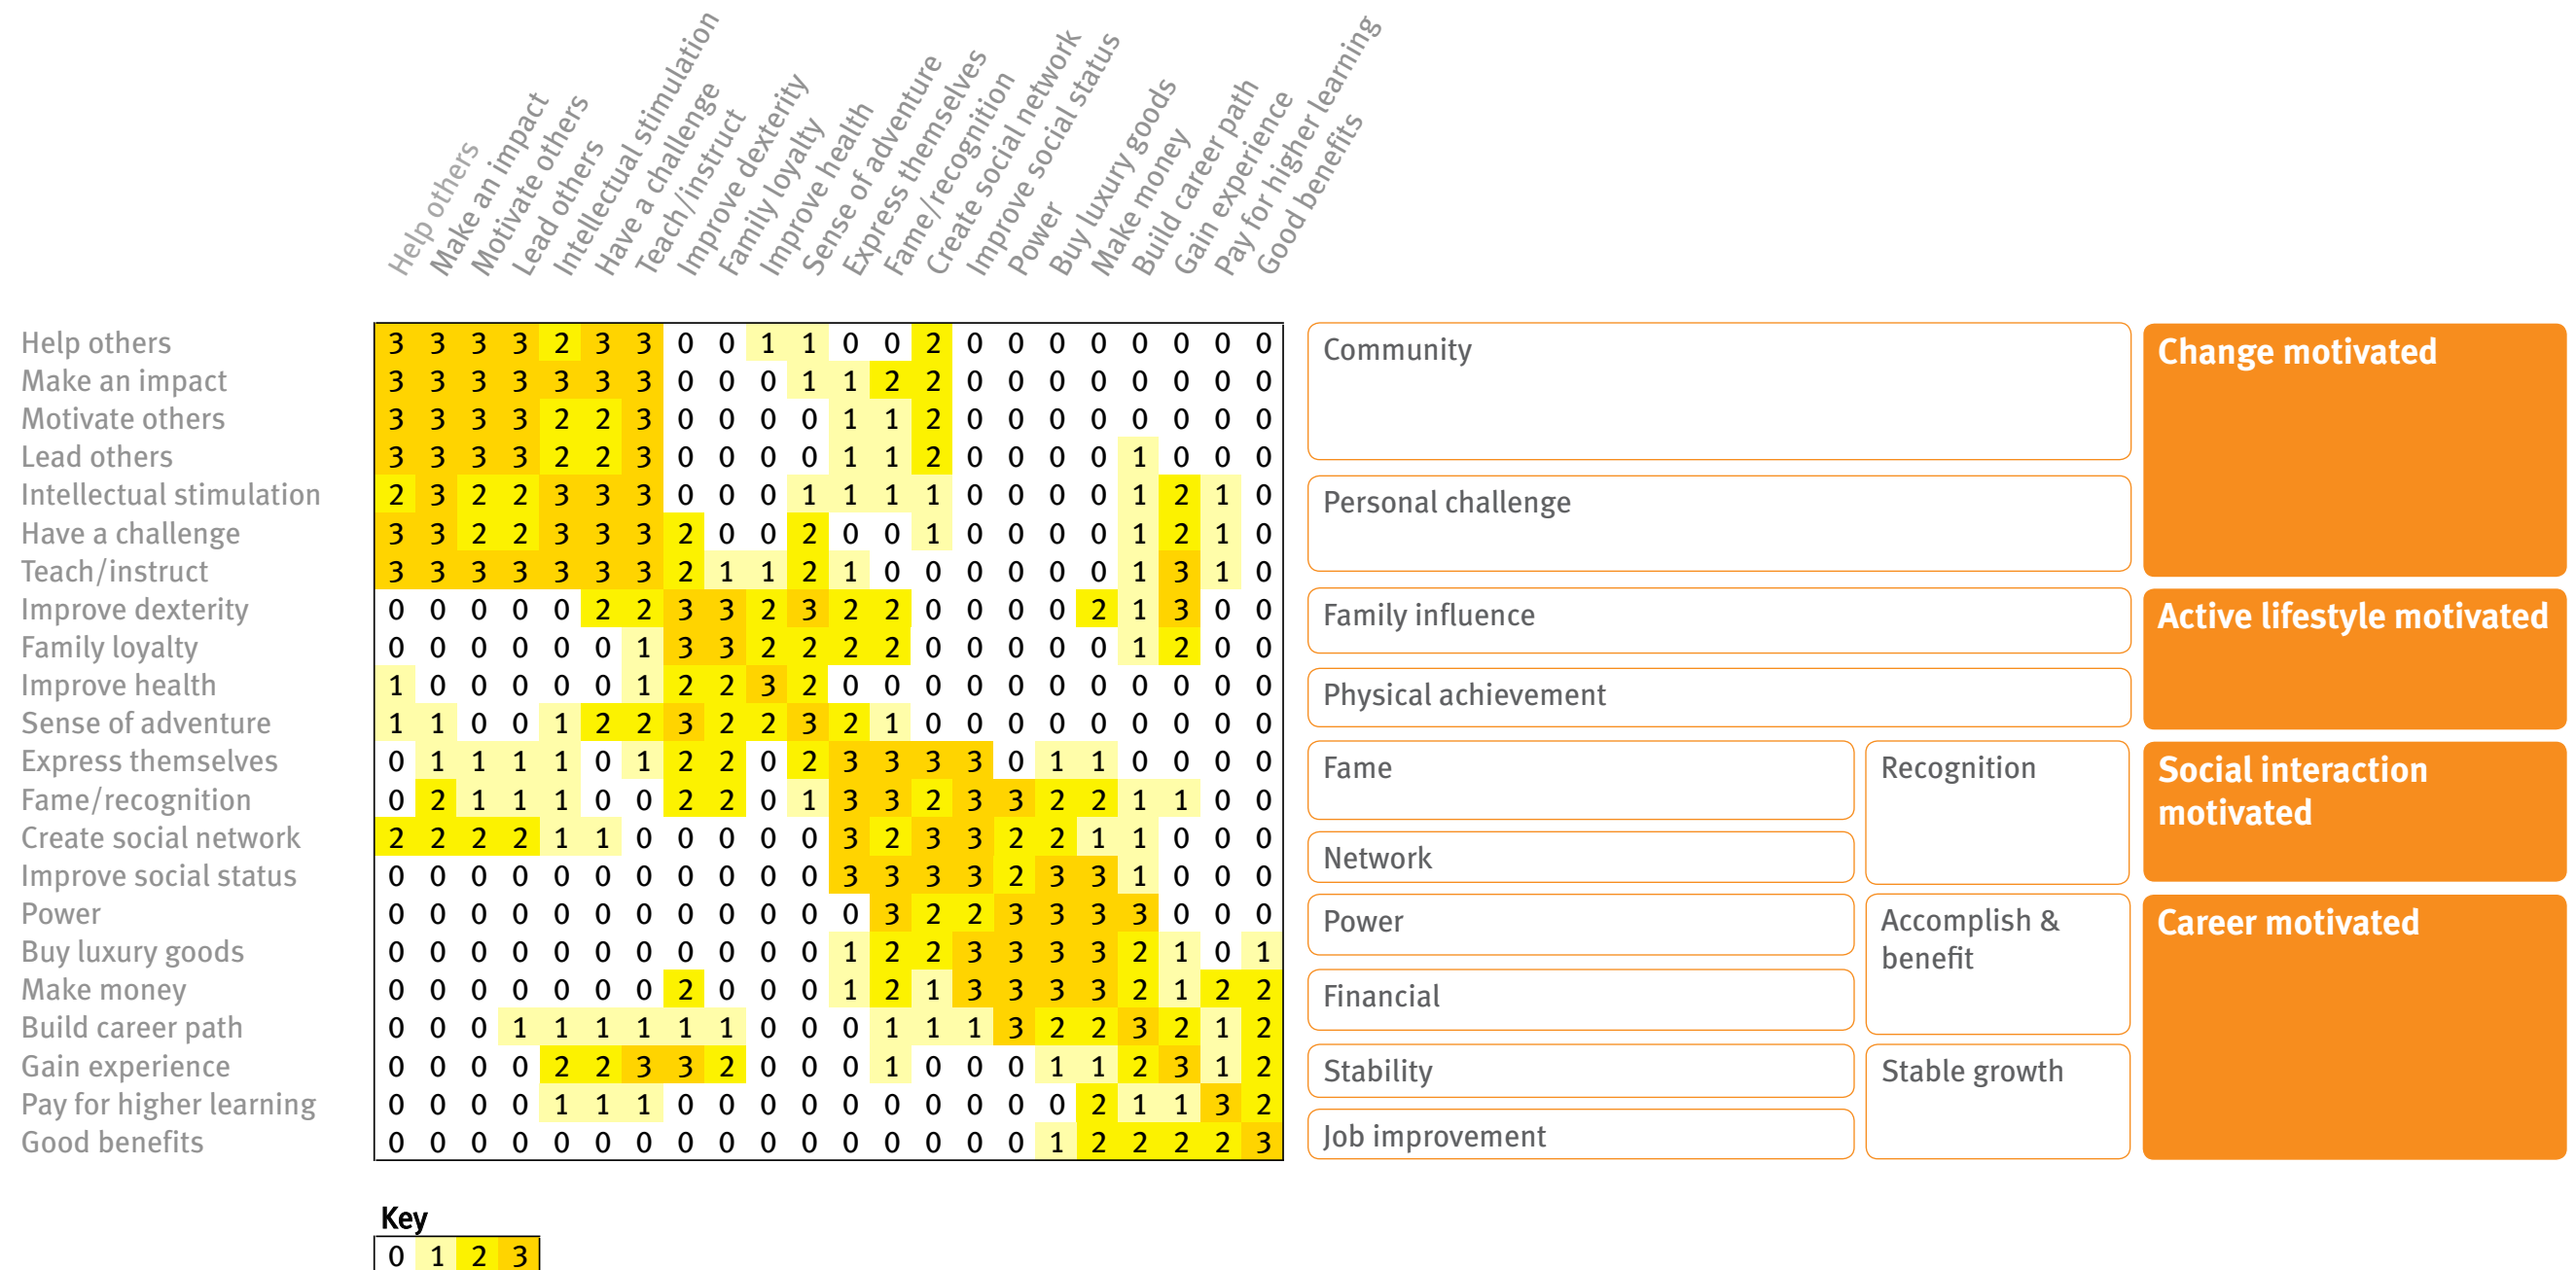 Help others
Make an impact
Motivate others
Lead others
Intellectual stimulation
Have a challenge
Teach/instruct
Improve dexterity
Family loyalty
Improve health
Sense of adventure
Express themselves
Fame/recognition
Create social network
Improve social status
Power
Buy luxury goods
Make money
Build career path
Gain experience
Pay for higher learning
Good benefits
Help others 3 3 3 3 2 3 3 0 0 1 1 0 0 2 0 0 0 0 0 0 0 0 Community Change motivated
Make an impact 3 3 3 3 3 3 3 0 0 0 1 1 2 2 0 0 0 0 0 0 0 0
Motivate others 3 3 3 3 2 2 3 0 0 0 0 1 1 2 0 0 0 0 0 0 0 0
Lead others 3 3 3 3 2 2 3 0 0 0 0 1 1 2 0 0 0 0 1 0 0 0
Intellectual stimulation 2 3 2 2 3 3 3 0 0 0 1 1 1 1 0 0 0 0 1 2 1 0 Personal challenge
Have a challenge 3 3 2 2 3 3 3 2 0 0 2 0 0 1 0 0 0 0 1 2 1 0
Teach/instruct 3 3 3 3 3 3 3 2 1 1 2 1 0 0 0 0 0 0 1 3 1 0
Improve dexterity 0 0 0 0 0 2 2 3 3 2 3 2 2 0 0 0 0 2 1 3 0 0 Family influence Active lifestyle motivated
Family loyalty 0 0 0 0 0 0 1 3 3 2 2 2 2 0 0 0 0 0 1 2 0 0
Improve health 1 0 0 0 0 0 1 2 2 3 2 0 0 0 0 0 0 0 0 0 0 0 Physical achievement
Sense of adventure 1 1 0 0 1 2 2 3 2 2 3 2 1 0 0 0 0 0 0 0 0 0
Express themselves 0 1 1 1 1 0 1 2 2 0 2 3 3 3 3 0 1 1 0 0 0 0 Fame Recognition Social interaction
Fame/recognition 0 2 1 1 1 0 0 2 2 0 1 3 3 2 3 3 2 2 1 1 0 0 motivated
Create social network 2 2 2 2 1 1 0 0 0 0 0 3 2 3 3 2 2 1 1 0 0 0 Network
Improve social status 0 0 0 0 0 0 0 0 0 0 0 3 3 3 3 2 3 3 1 0 0 0
Power 0 0 0 0 0 0 0 0 0 0 0 0 3 2 2 3 3 3 3 0 0 0 Power Accomplish & Career motivated
Buy luxury goods 0 0 0 0 0 0 0 0 0 0 0 1 2 2 3 3 3 3 2 1 0 1 benefit
Make money 0 0 0 0 0 0 0 2 0 0 0 1 2 1 3 3 3 3 2 1 2 2 Financial
Build career path 0 0 0 1 1 1 1 1 1 0 0 0 1 1 1 3 2 2 3 2 1 2
Gain experience 0 0 0 0 2 2 3 3 2 0 0 0 1 0 0 0 1 1 2 3 1 2 Stability Stable growth
Pay for higher learning 0 0 0 0 1 1 1 0 0 0 0 0 0 0 0 0 0 2 1 1 3 2
Good benefits 0 0 0 0 0 0 0 0 0 0 0 0 0 0 0 0 1 2 2 2 2 3 Job improvement
Key
0 1 2 3